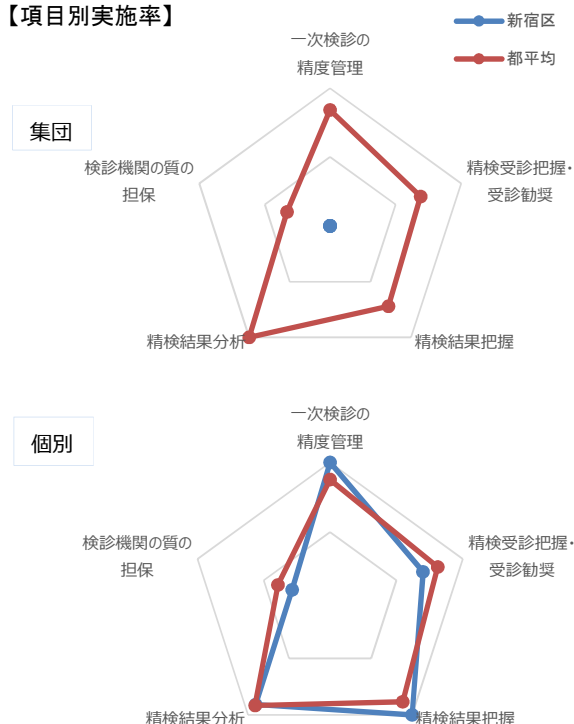 【項目別実施率】
新宿区
都平均
集団
一次検診の
精度管理
精検受診把握・
受診勧奨
精検結果把握
精検結果分析
検診機関の質の
担保
個別
一次検診の
精度管理
精検受診把握・
受診勧奨
精検結果把握
精検結果分析
検診機関の質の
担保